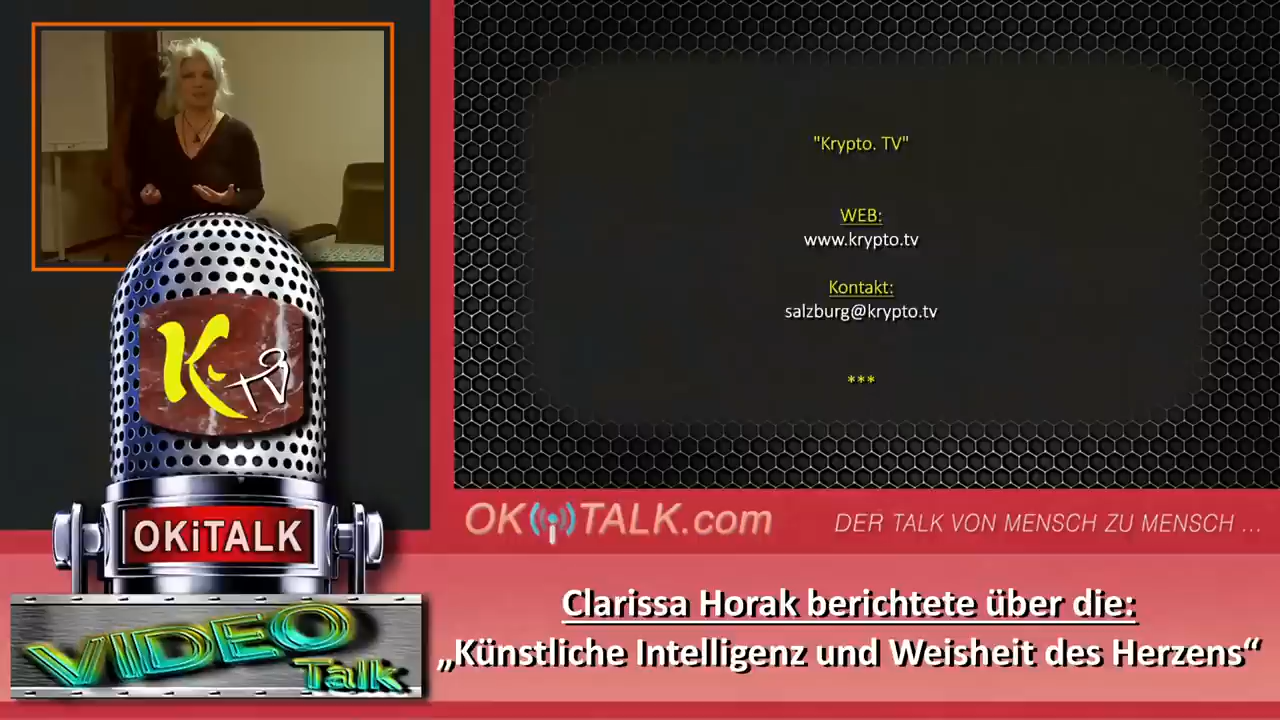 "Krypto. TV"
WEB:
www.krypto.tv
Kontakt:
salzburg@krypto.tv
***
K-TV3
OKiTALK
VIDEO
Talk
OKiTALK.com
DER TALK VON MENSCH ZU MENSCH ...
Clarissa Horak berichtete über die:
„Künstliche Intelligenz und Weisheit des Herzens“